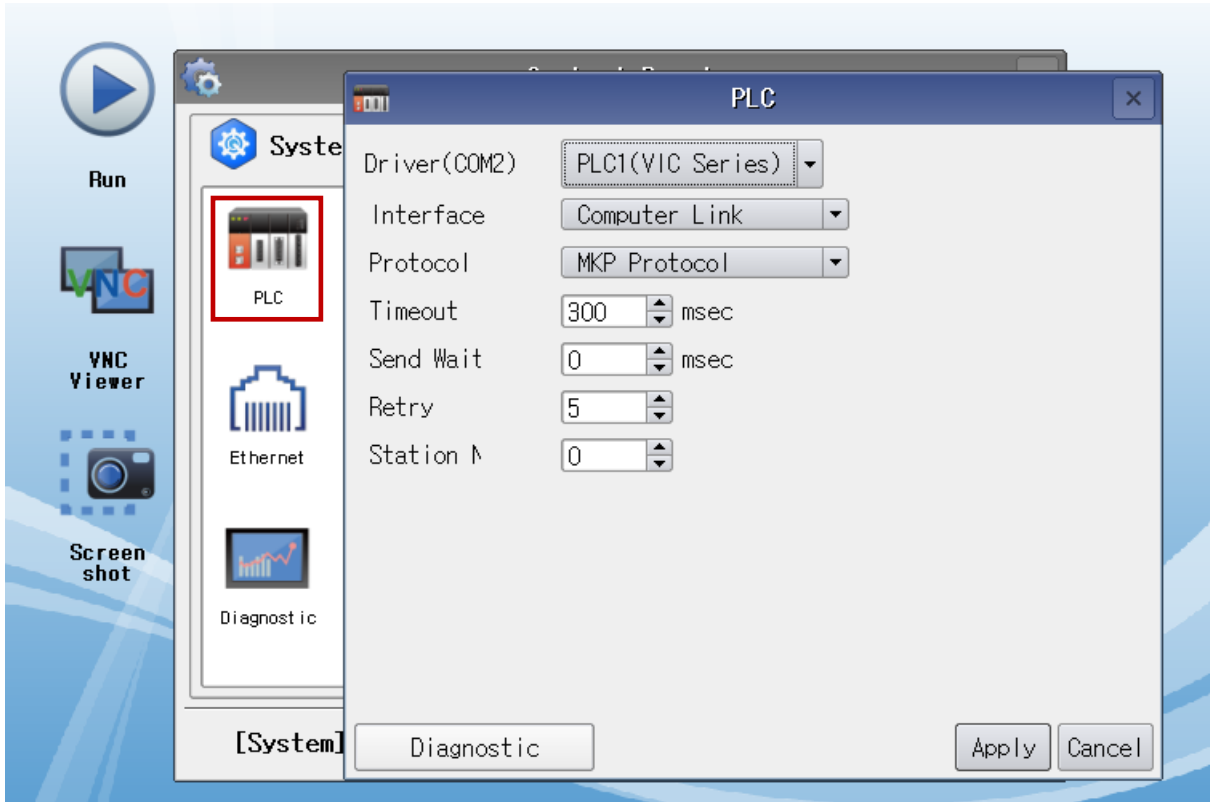 Run
VNC
VNC
Viewer
Screen
shot
Syste
PLC
Ethernet
Diagnostic
[System]
PLC
Driver(COM2) PLC1(VIC Series)
Interface Computer Link
Protocol MKP Protocol
Timeout 300 msec
Send Wait 0 msec
Retry 5
Station N 0
Diagnostic Apply Cancel